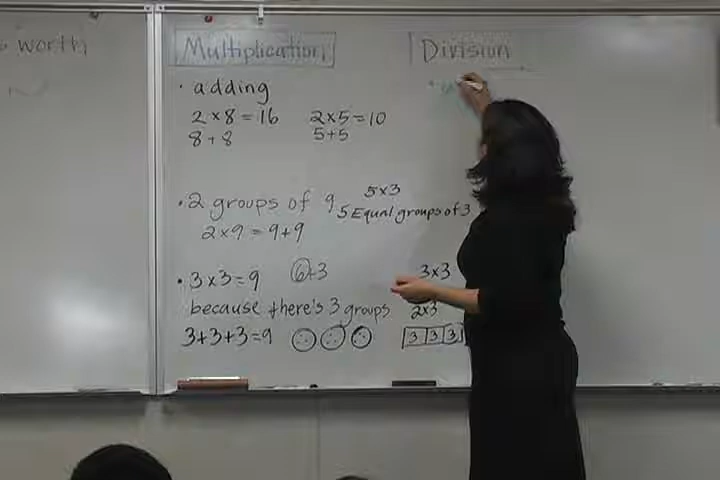 worth
Multiplication
Division
• adding
2 × 8 = 16
2 × 5 = 10
8 + 8
5 + 5
• 2 groups of 9
2 × 9 = 9 + 9
5 × 3
5 Equal groups of 3
• 3 × 3 = 9
6 + 3
because there's 3 groups
3 + 3 + 3 = 9
3 × 3
2 × 3
3 3 3